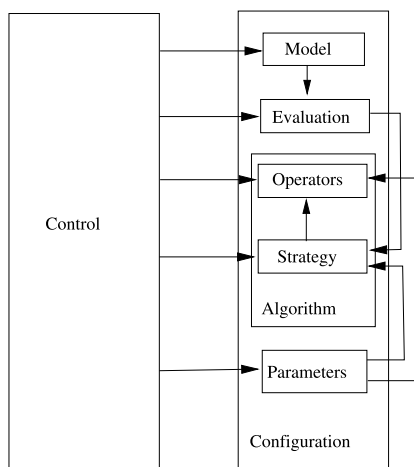 Model
Evaluation
Operators
Control
Strategy
Algorithm
Parameters
Configuration